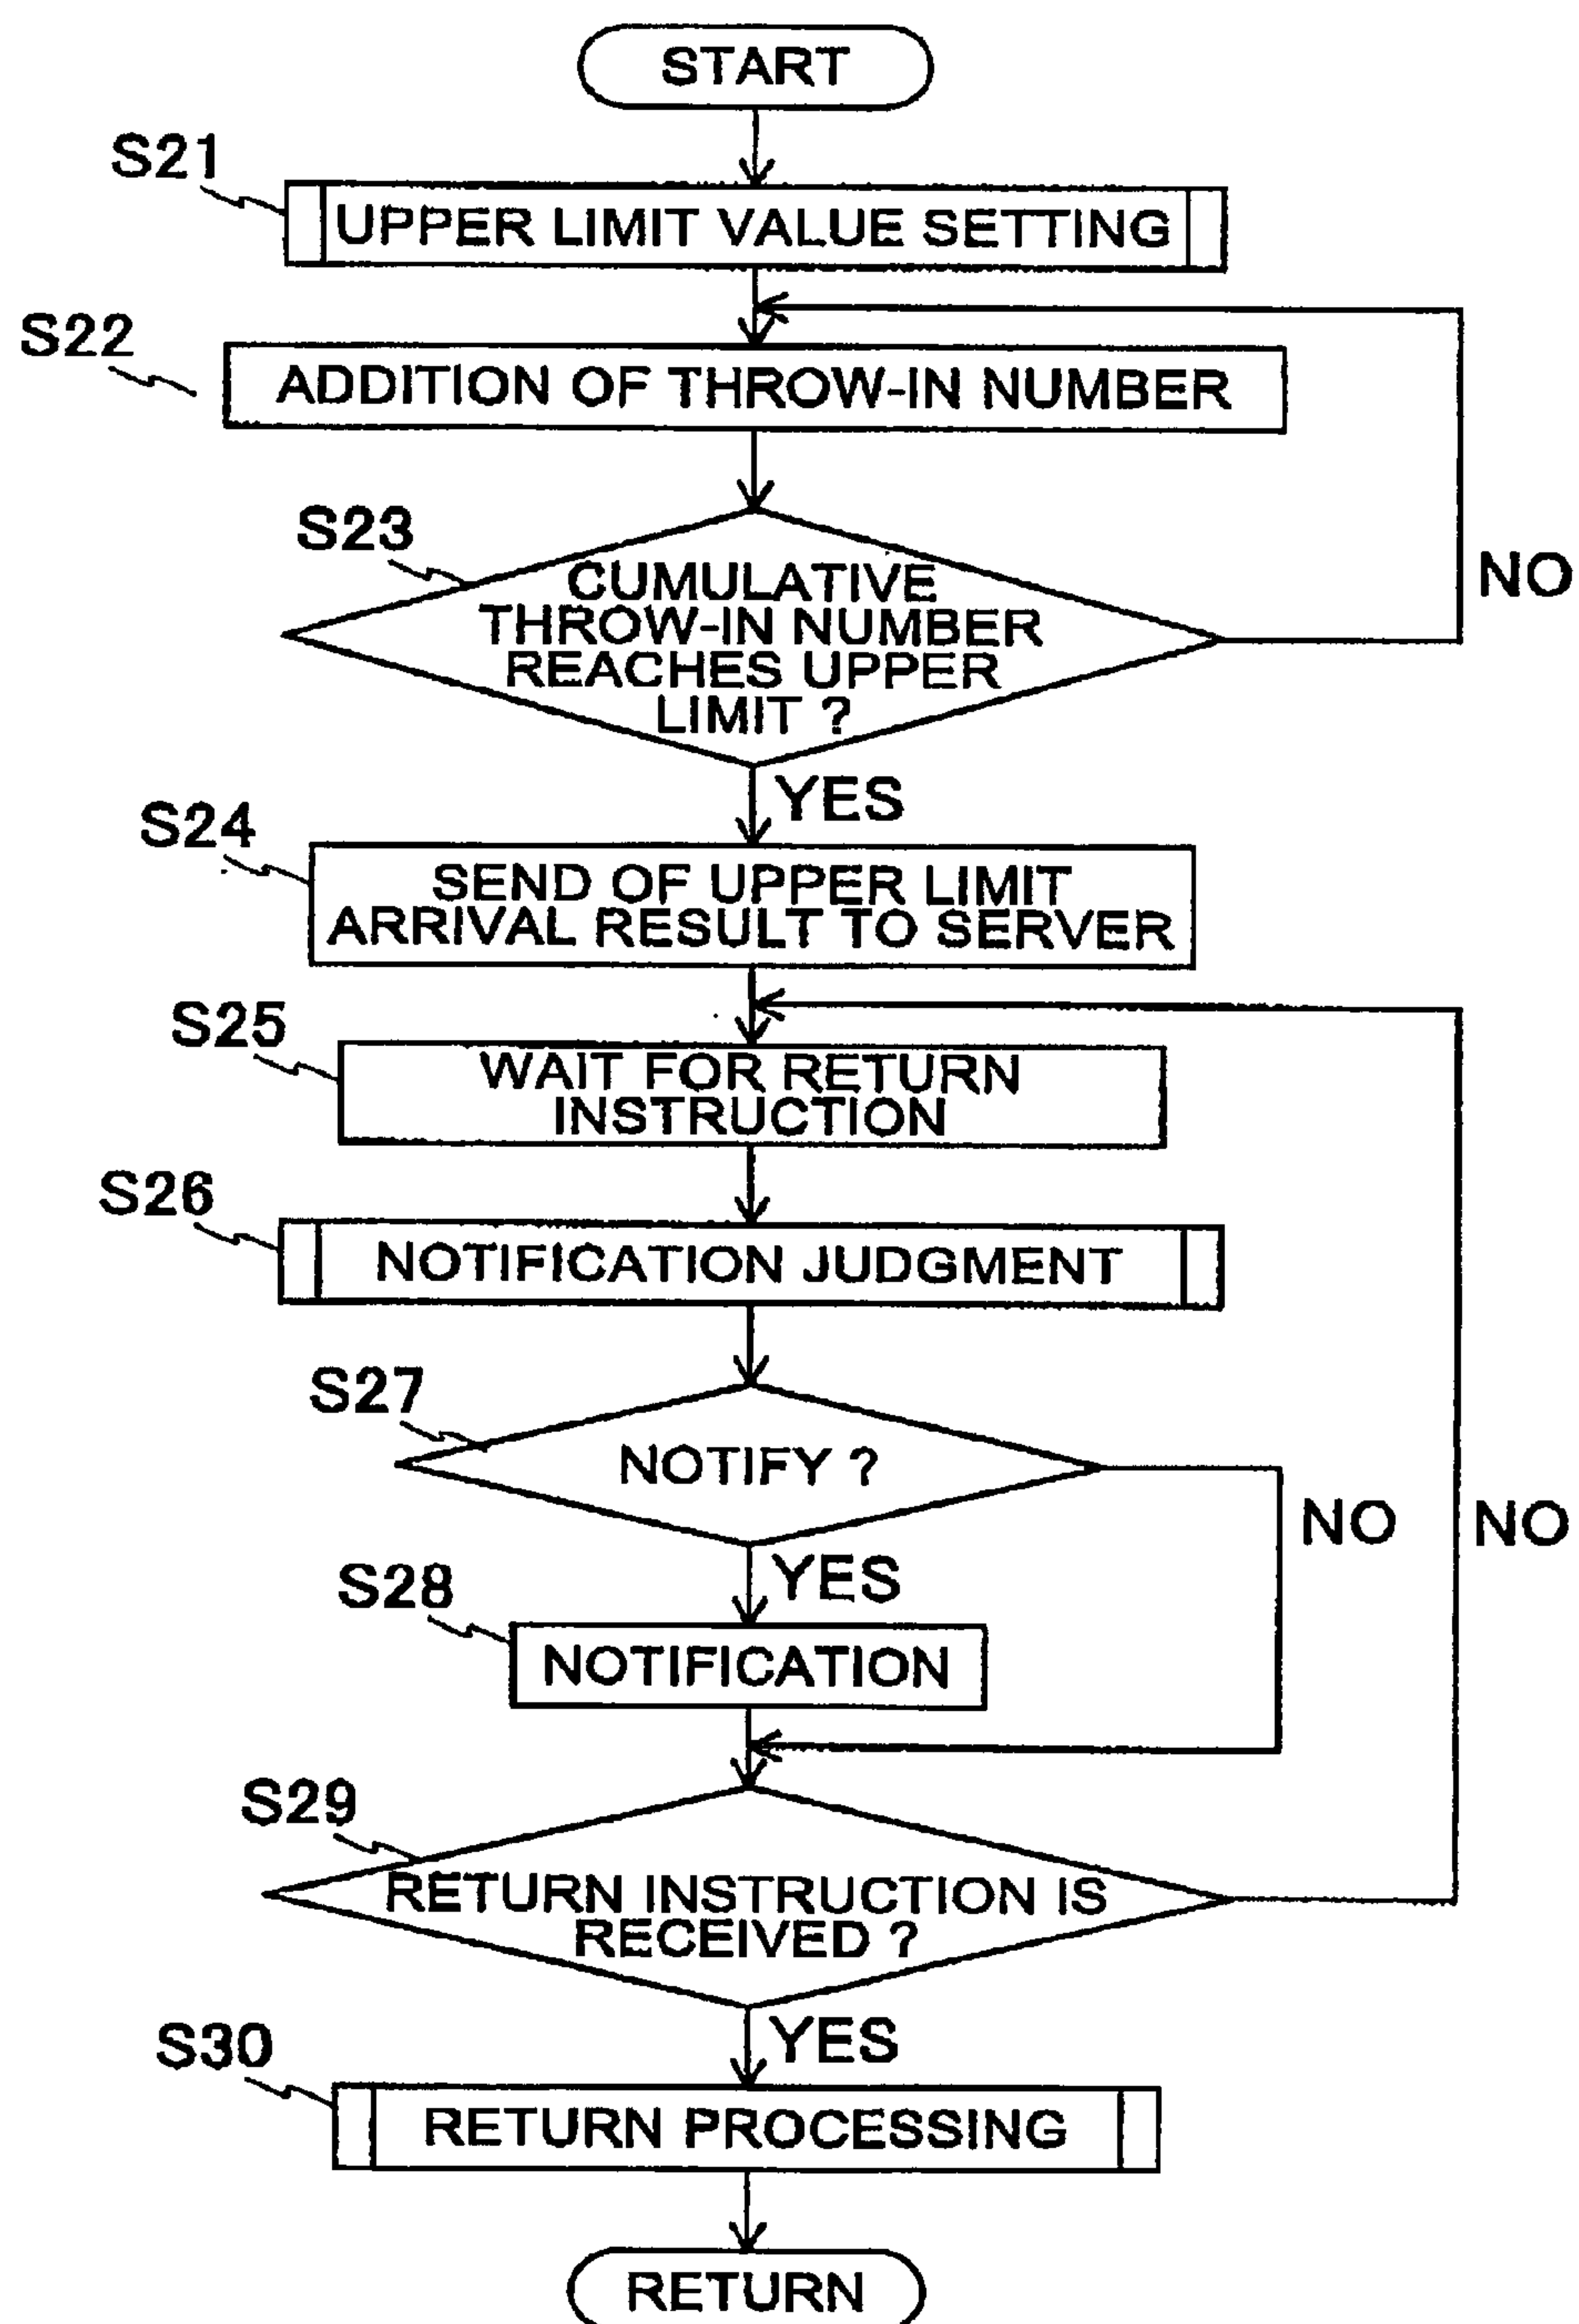 START
S21
UPPER LIMIT VALUE SETTING
S22
ADDITION OF THROW-IN NUMBER
S23
CUMULATIVE
THROW-IN NUMBER
REACHES UPPER
LIMIT ?
NO
YES
S24
SEND OF UPPER LIMIT
ARRIVAL RESULT TO SERVER
S25
WAIT FOR RETURN
INSTRUCTION
S26
NOTIFICATION JUDGMENT
S27
NOTIFY ?
NO
NO
YES
S28
NOTIFICATION
S29
RETURN INSTRUCTION IS
RECEIVED ?
YES
S30
RETURN PROCESSING
RETURN